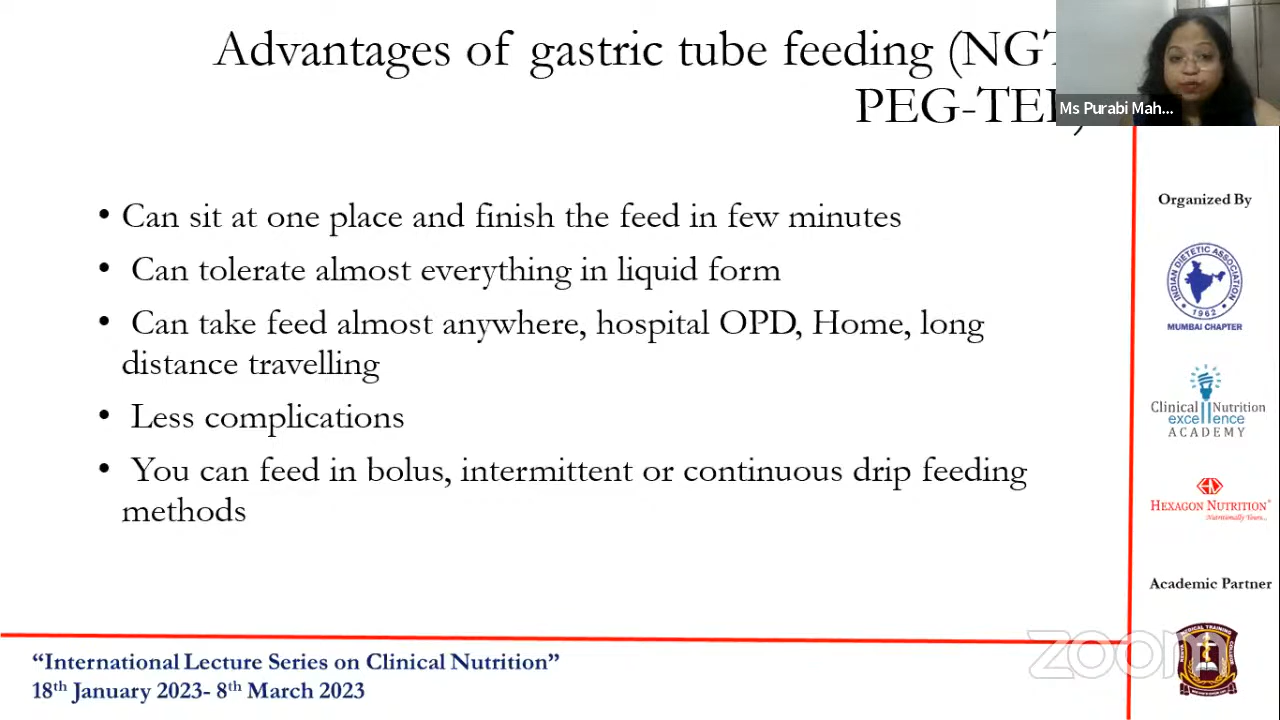 Advantages of gastric tube feeding (NGT
PEG-TEF)
Ms Purabi Mah...
• Can sit at one place and finish the feed in few minutes
• Can tolerate almost everything in liquid form
• Can take feed almost anywhere, hospital OPD, Home, long
distance travelling
• Less complications
• You can feed in bolus, intermittent or continuous drip feeding
methods
Organized By
INDIAN DIETETIC ASSOCIATION
1962
MUMBAI CHAPTER
Clinical Nutrition
excellence
ACADEMY
HEXAGON NUTRITION
Nutritionally Yours...
Academic Partner
MEDICAL TRAINING
zoom
“International Lecture Series on Clinical Nutrition”
18th January 2023- 8th March 2023